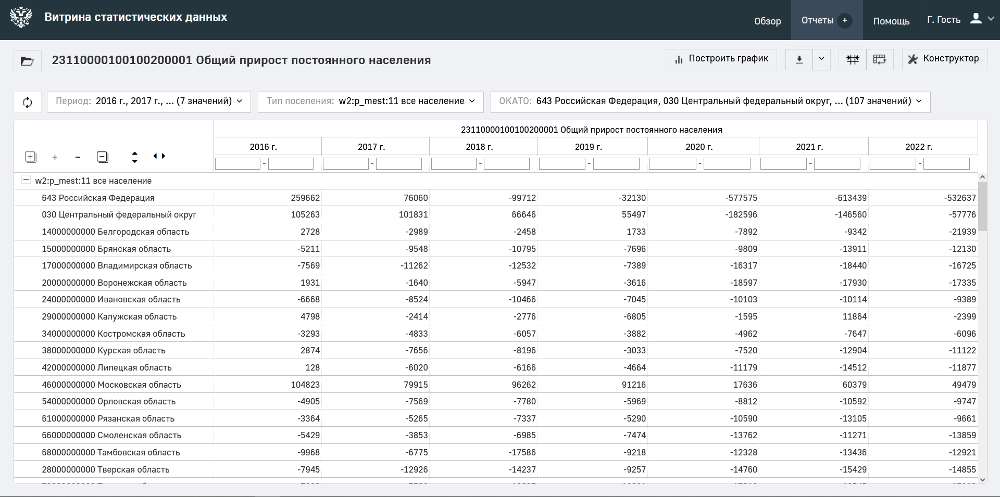 Витрина статистических данных
Обзор
Отчеты +
Помощь
Г. Гость
23110000100100200001 Общий прирост постоянного населения
Построить график
Конструктор
Период: 2016 г., 2017 г., ... (7 значений)
Тип поселения: w2:p_mest:11 все население
ОКАТО: 643 Российская Федерация, 030 Центральный федеральный округ, ... (107 значений)
23110000100100200001 Общий прирост постоянного населения
2016 г. 2017 г. 2018 г. 2019 г. 2020 г. 2021 г. 2022 г.
- - - - - - -
w2:p_mest:11 все население
643 Российская Федерация 259662 76060 -99712 -32130 -577575 -613439 -532637
030 Центральный федеральный округ 105263 101831 66646 55497 -182596 -146560 -57776
14000000000 Белгородская область 2728 -2989 -2458 1733 -7892 -9342 -21939
15000000000 Брянская область -5211 -9548 -10795 -7696 -9809 -13911 -12130
17000000000 Владимирская область -7569 -11262 -12532 -7389 -16317 -18440 -16725
20000000000 Воронежская область 1931 -1640 -5947 -3616 -18597 -17930 -17335
24000000000 Ивановская область -6668 -8524 -10466 -7045 -10103 -10114 -9389
29000000000 Калужская область 4798 -2414 -2776 -6805 -1595 11864 -2399
34000000000 Костромская область -3293 -4833 -6057 -3882 -4962 -7647 -6096
38000000000 Курская область 2874 -7656 -8196 -3033 -7520 -12904 -11122
42000000000 Липецкая область 128 -6020 -6166 -4664 -11179 -14512 -11877
46000000000 Московская область 104823 79915 96262 91216 17636 60379 49479
54000000000 Орловская область -4905 -7569 -7780 -5969 -8812 -10592 -9747
61000000000 Рязанская область -3364 -5265 -7337 -5290 -10590 -13105 -9661
66000000000 Смоленская область -5429 -3853 -6985 -7474 -13762 -11271 -13859
68000000000 Тамбовская область -9968 -6775 -17586 -9218 -12328 -13436 -12921
28000000000 Тверская область -7945 -12926 -14237 -9257 -14760 -15429 -14855